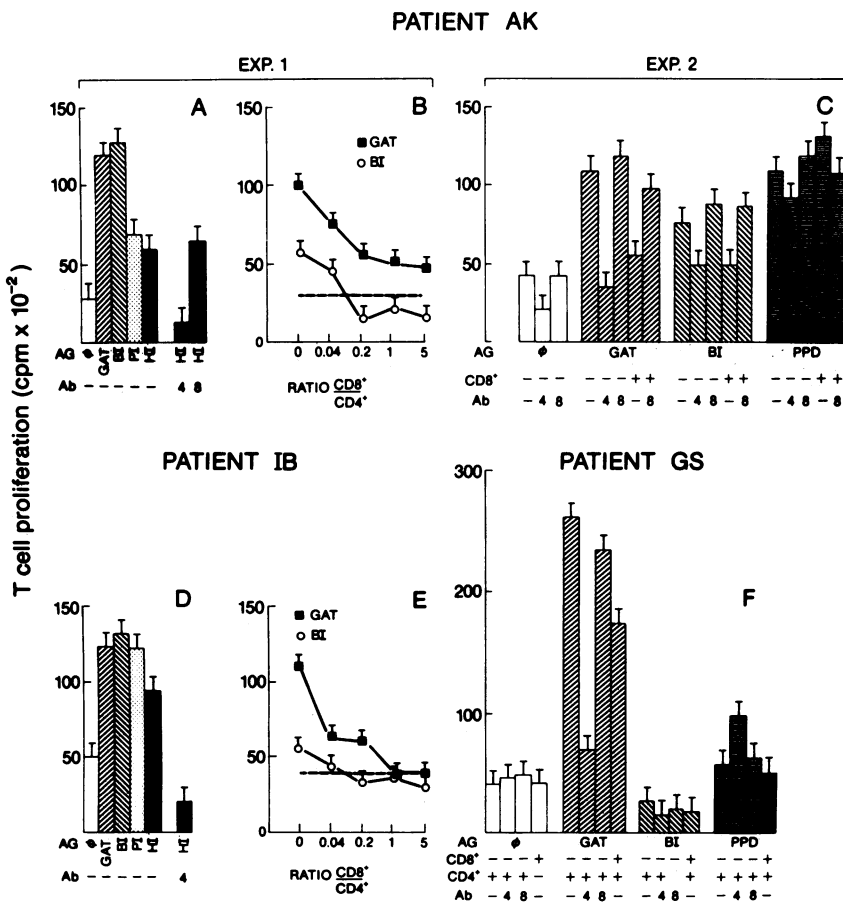 PATIENT AK
EXP. 1
EXP. 2
T cell proliferation (cpm x 10⁻²)
A
150
100
50
0
AG ø GAT BI PI HI HI HI
Ab – – – – – 4 8
B
GAT
BI
150
100
50
0
0 0.04 0.2 1 5
RATIO CD8⁺
CD4⁺
C
150
100
50
0
AG ø GAT BI PPD
CD8⁺ – – – – – – + + – – – + + – – – + +
Ab – 4 8 – 4 8 – 8 – 4 8 – 8 – 4 8 – 8
PATIENT IB
PATIENT GS
D
150
100
50
0
AG ø GAT BI PI HI HI
Ab – – – – – 4
E
GAT
BI
150
100
50
0
0 0.04 0.2 1 5
RATIO CD8⁺
CD4⁺
F
300
200
100
AG ø GAT BI PPD
CD8⁺ – – – + – – – + – – – + – – – +
CD4⁺ + + + – + + + + + + + + + + –
Ab – 4 8 – – 4 8 – – 4 8 – – 4 8 –